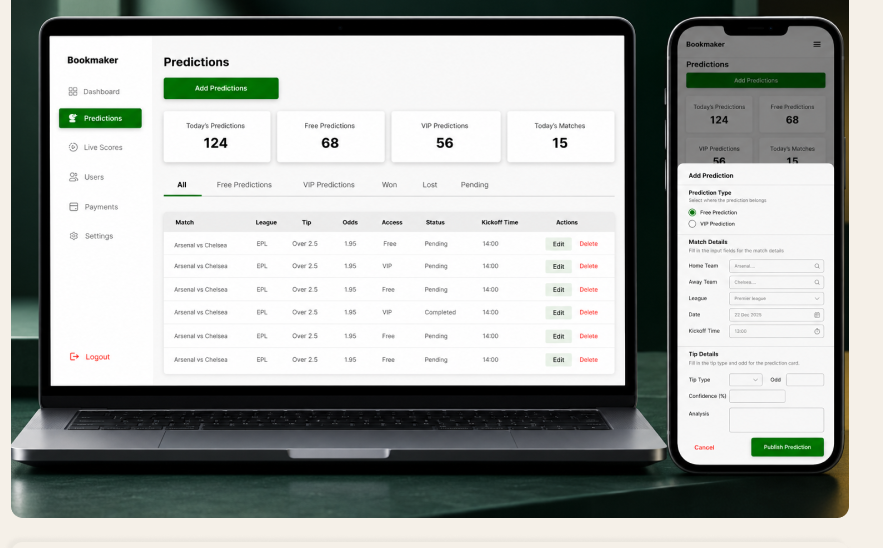 Bookmaker
Dashboard
Predictions
Live Scores
Users
Payments
Settings
Logout
Predictions
Add Predictions
Today's Predictions
124
Free Predictions
68
VIP Predictions
56
Today's Matches
15
All Free Predictions VIP Predictions Won Lost Pending
Match League Tip Odds Access Status Kickoff Time Actions
Arsenal vs Chelsea EPL Over 2.5 1.95 Free Pending 14:00 Edit Delete
Arsenal vs Chelsea EPL Over 2.5 1.95 VIP Pending 14:00 Edit Delete
Arsenal vs Chelsea EPL Over 2.5 1.95 Free Pending 14:00 Edit Delete
Arsenal vs Chelsea EPL Over 2.5 1.95 VIP Completed 14:00 Edit Delete
Arsenal vs Chelsea EPL Over 2.5 1.95 Free Pending 14:00 Edit Delete
Arsenal vs Chelsea EPL Over 2.5 1.95 Free Pending 14:00 Edit Delete
Bookmaker
Predictions
Add Predictions
Today's Predictions
124
Free Predictions
68
VIP Predictions
56
Today's Matches
15
Add Prediction
Prediction Type
Select where the prediction belongs
Free Prediction
VIP Prediction
Match Details
Fill in the input fields for the match details
Home Team Arsenal...
Away Team Chelsea...
League Premier league
Date 22 Dec 2025
Kickoff Time 13:00
Tip Details
Fill in the tip type and odd for the prediction card.
Tip Type Odd
Confidence (%)
Analysis
Cancel Publish Prediction